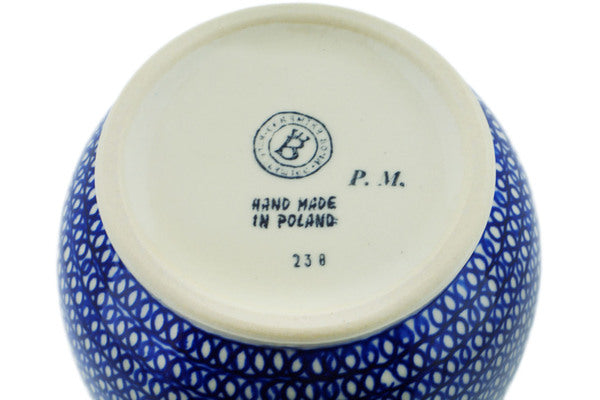 B
P. M.
HAND MADE
IN POLAND
238